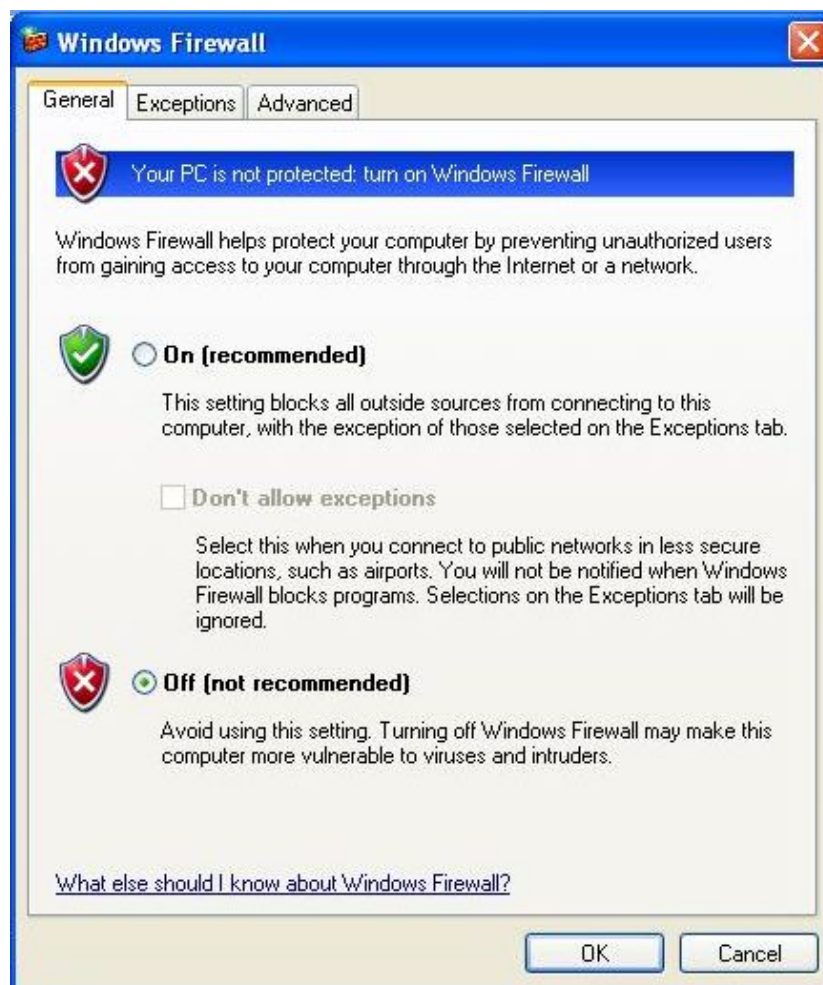 Windows Firewall
General Exceptions Advanced
Your PC is not protected: turn on Windows Firewall
Windows Firewall helps protect your computer by preventing unauthorized users
from gaining access to your computer through the Internet or a network.
On (recommended)
This setting blocks all outside sources from connecting to this
computer, with the exception of those selected on the Exceptions tab.
Don't allow exceptions
Select this when you connect to public networks in less secure
locations, such as airports. You will not be notified when Windows
Firewall blocks programs. Selections on the Exceptions tab will be
ignored.
Off (not recommended)
Avoid using this setting. Turning off Windows Firewall may make this
computer more vulnerable to viruses and intruders.
What else should I know about Windows Firewall?
OK Cancel